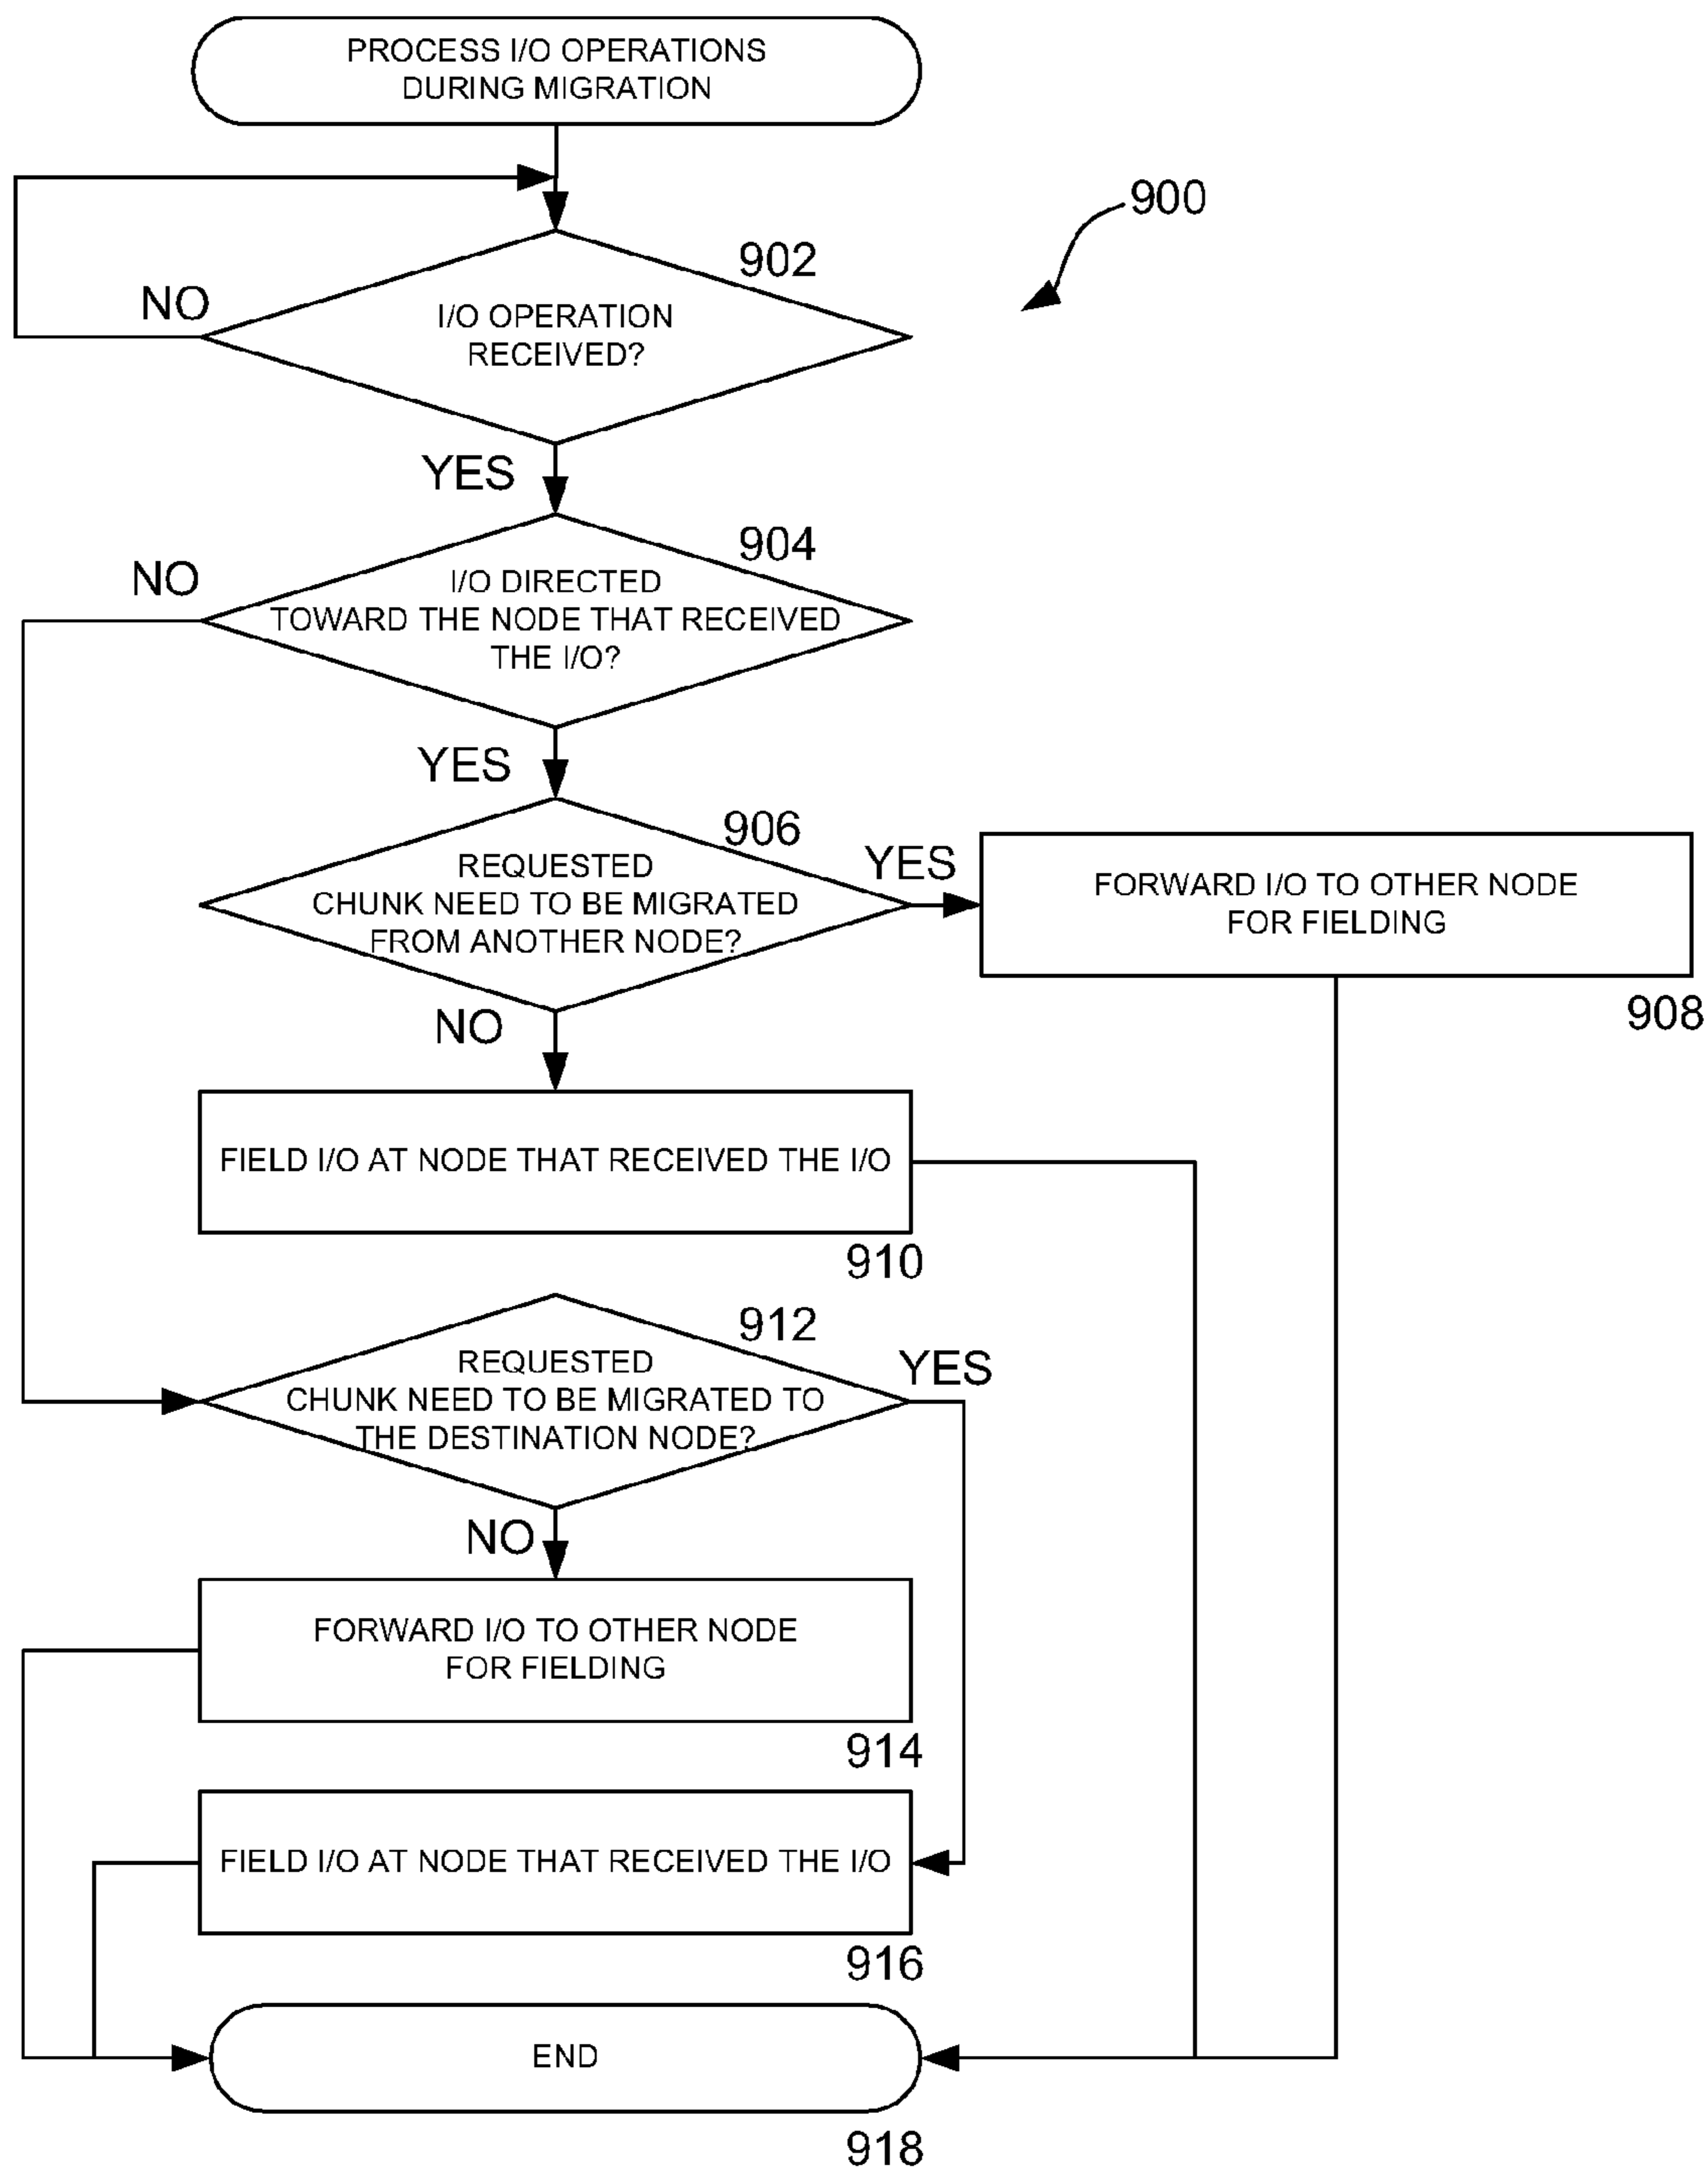 PROCESS I/O OPERATIONS
DURING MIGRATION
900
902
NO
I/O OPERATION
RECEIVED?
YES
904
NO
I/O DIRECTED
TOWARD THE NODE THAT RECEIVED
THE I/O?
YES
906
REQUESTED
CHUNK NEED TO BE MIGRATED
FROM ANOTHER NODE?
YES
FORWARD I/O TO OTHER NODE
FOR FIELDING
908
NO
FIELD I/O AT NODE THAT RECEIVED THE I/O
910
912
REQUESTED
CHUNK NEED TO BE MIGRATED TO
THE DESTINATION NODE?
YES
NO
FORWARD I/O TO OTHER NODE
FOR FIELDING
914
FIELD I/O AT NODE THAT RECEIVED THE I/O
916
END
918